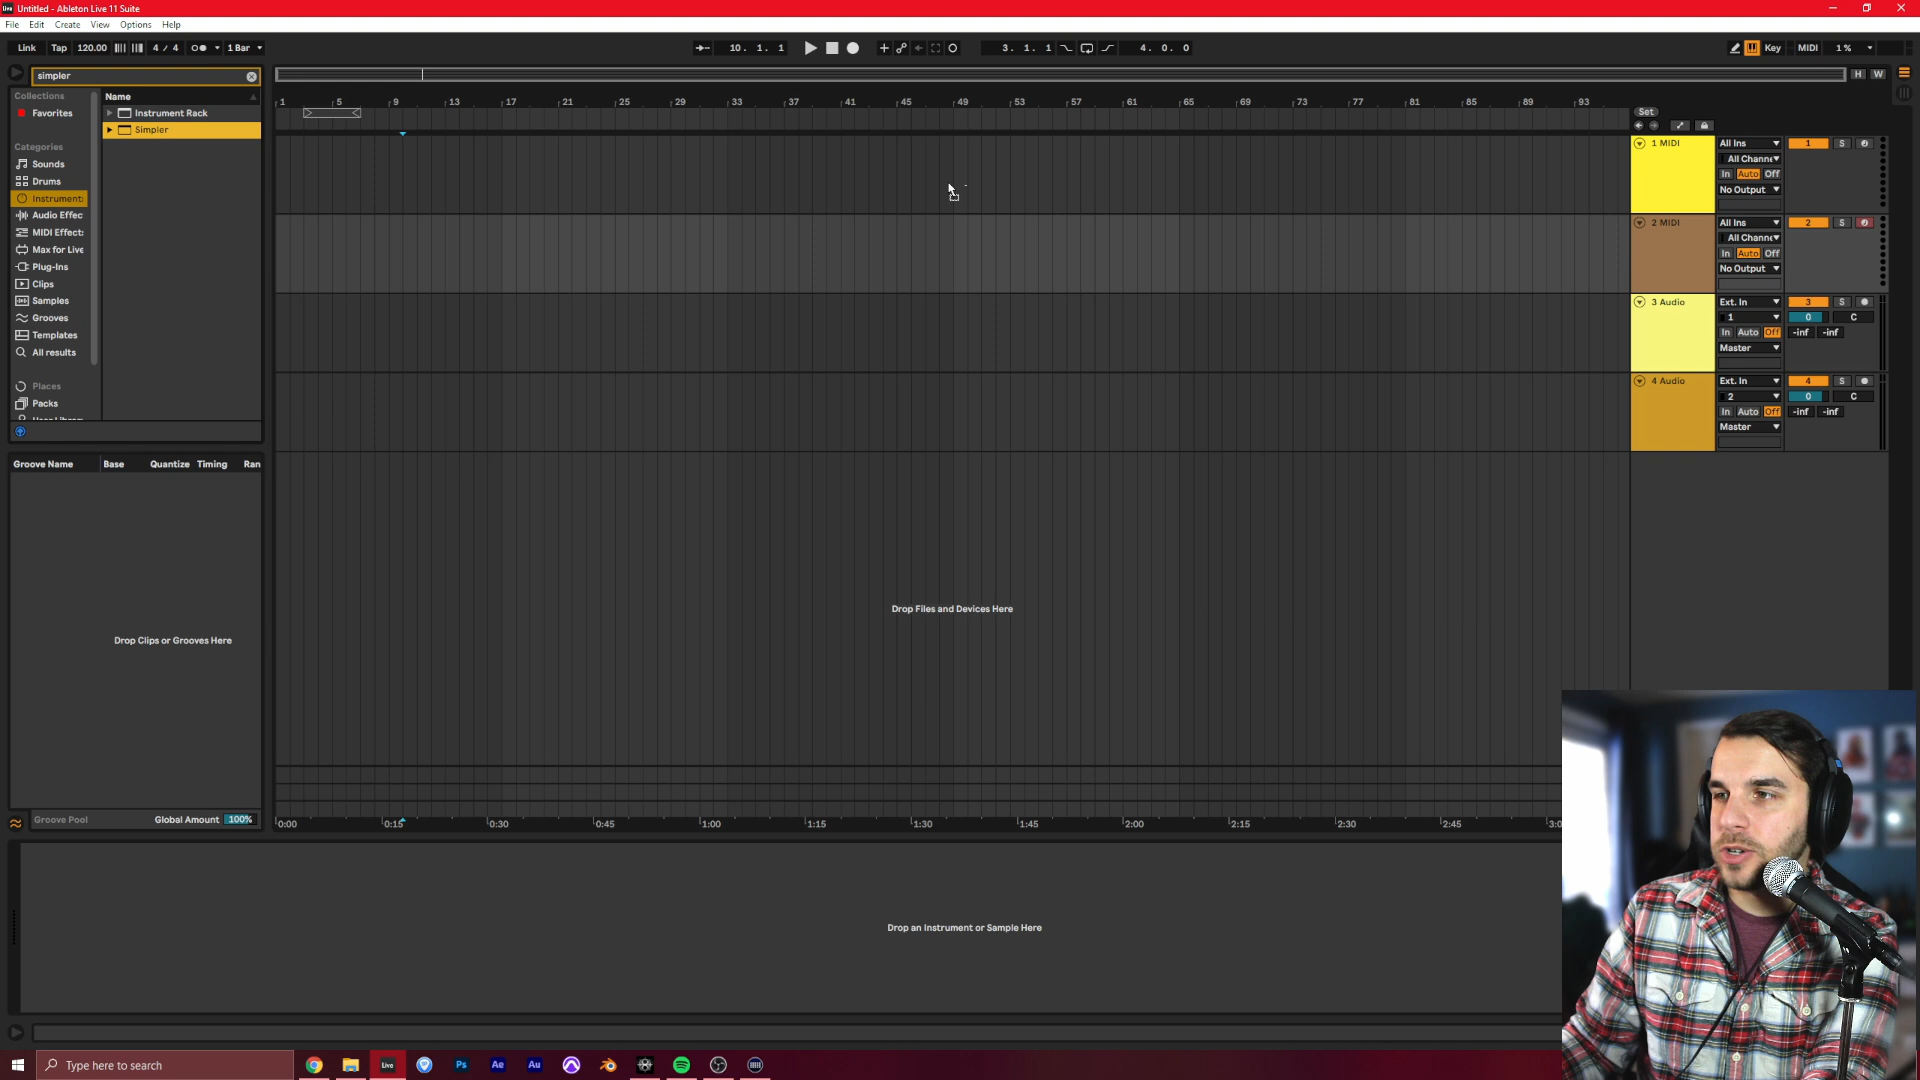 Untitled - Ableton Live 11 Suite
File Edit Create View Options Help
Link Tap 120.00 4 / 4 1 Bar 10. 1. 1 3. 1. 1 4. 0. 0 Key MIDI 1 %
simpler
H W
Collections
Favorites
Categories
Sounds
Drums
Instrument:
Audio Effec
MIDI Effect:
Max for Live
Plug-Ins
Clips
Samples
Grooves
Templates
All results
Places
Packs
Name
Instrument Rack
Simpler
1 5 9 13 17 21 25 29 33 37 41 45 49 53 57 61 65 69 73 77 81 85 89 93
Set
1 MIDI All Ins 1 S
All Channe
In Auto Off
No Output
2 MIDI All Ins 2 S
All Channe
In Auto Off
No Output
3 Audio Ext. In 3 S
1 0 C
In Auto Off -inf -inf
Master
4 Audio Ext. In 4 S
2 0 C
In Auto Off -inf -inf
Master
Groove Name Base Quantize Timing Ran
Drop Files and Devices Here
Drop Clips or Grooves Here
Groove Pool Global Amount 100%
0:00 0:15 0:30 0:45 1:00 1:15 1:30 1:45 2:00 2:15 2:30 2:45 3:0
Drop an Instrument or Sample Here
Type here to search
Live Ps Ae Au